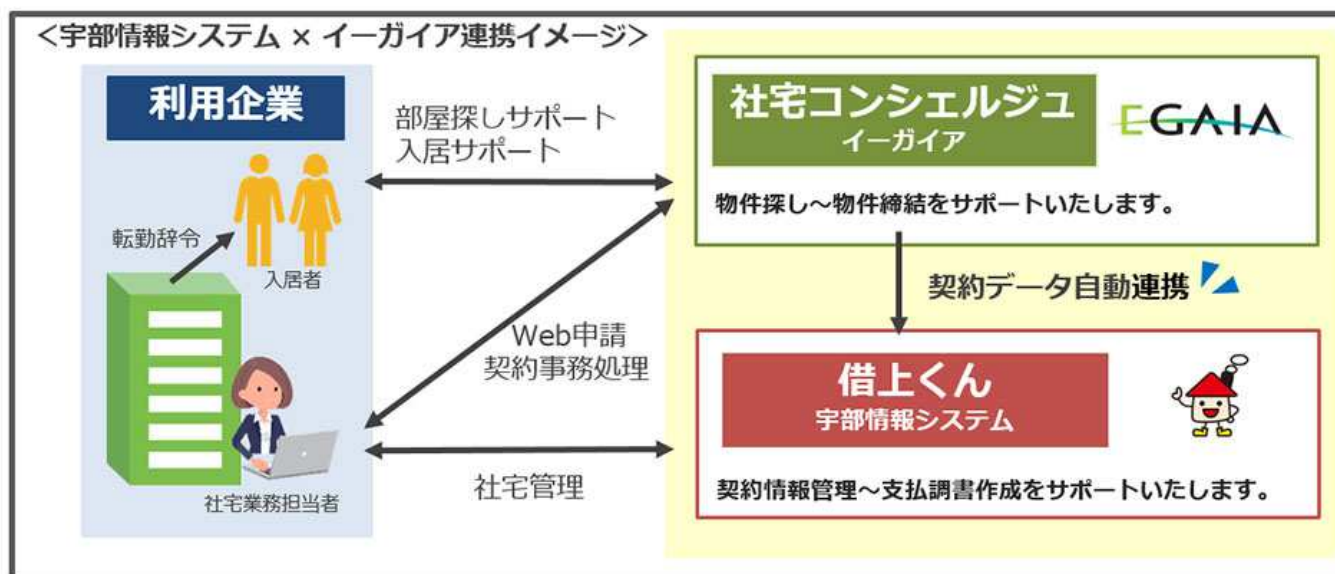 <宇部情報システム × イーガイア連携イメージ>
利用企業
転勤辞令
入居者
社宅業務担当者
部屋探しサポート
入居サポート
Web申請
契約事務処理
社宅管理
社宅コンシェルジュ
イーガイア
EGAIA
物件探し～物件締結をサポートいたします。
契約データ自動連携
借上くん
宇部情報システム
契約情報管理～支払調書作成をサポートいたします。